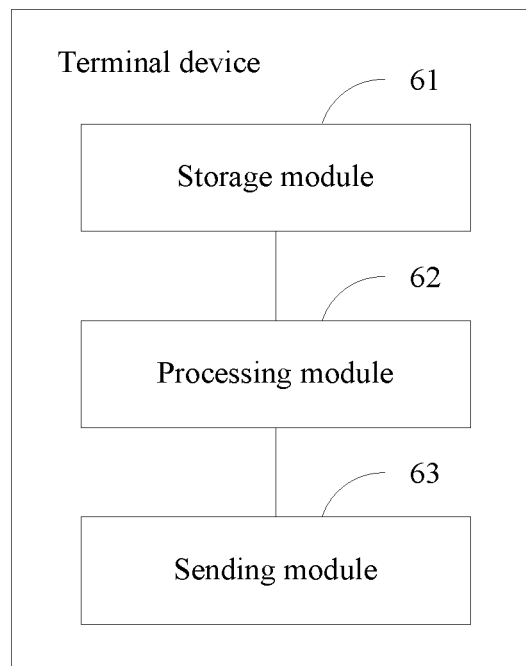 Terminal device
61
Storage module
62
Processing module
63
Sending module